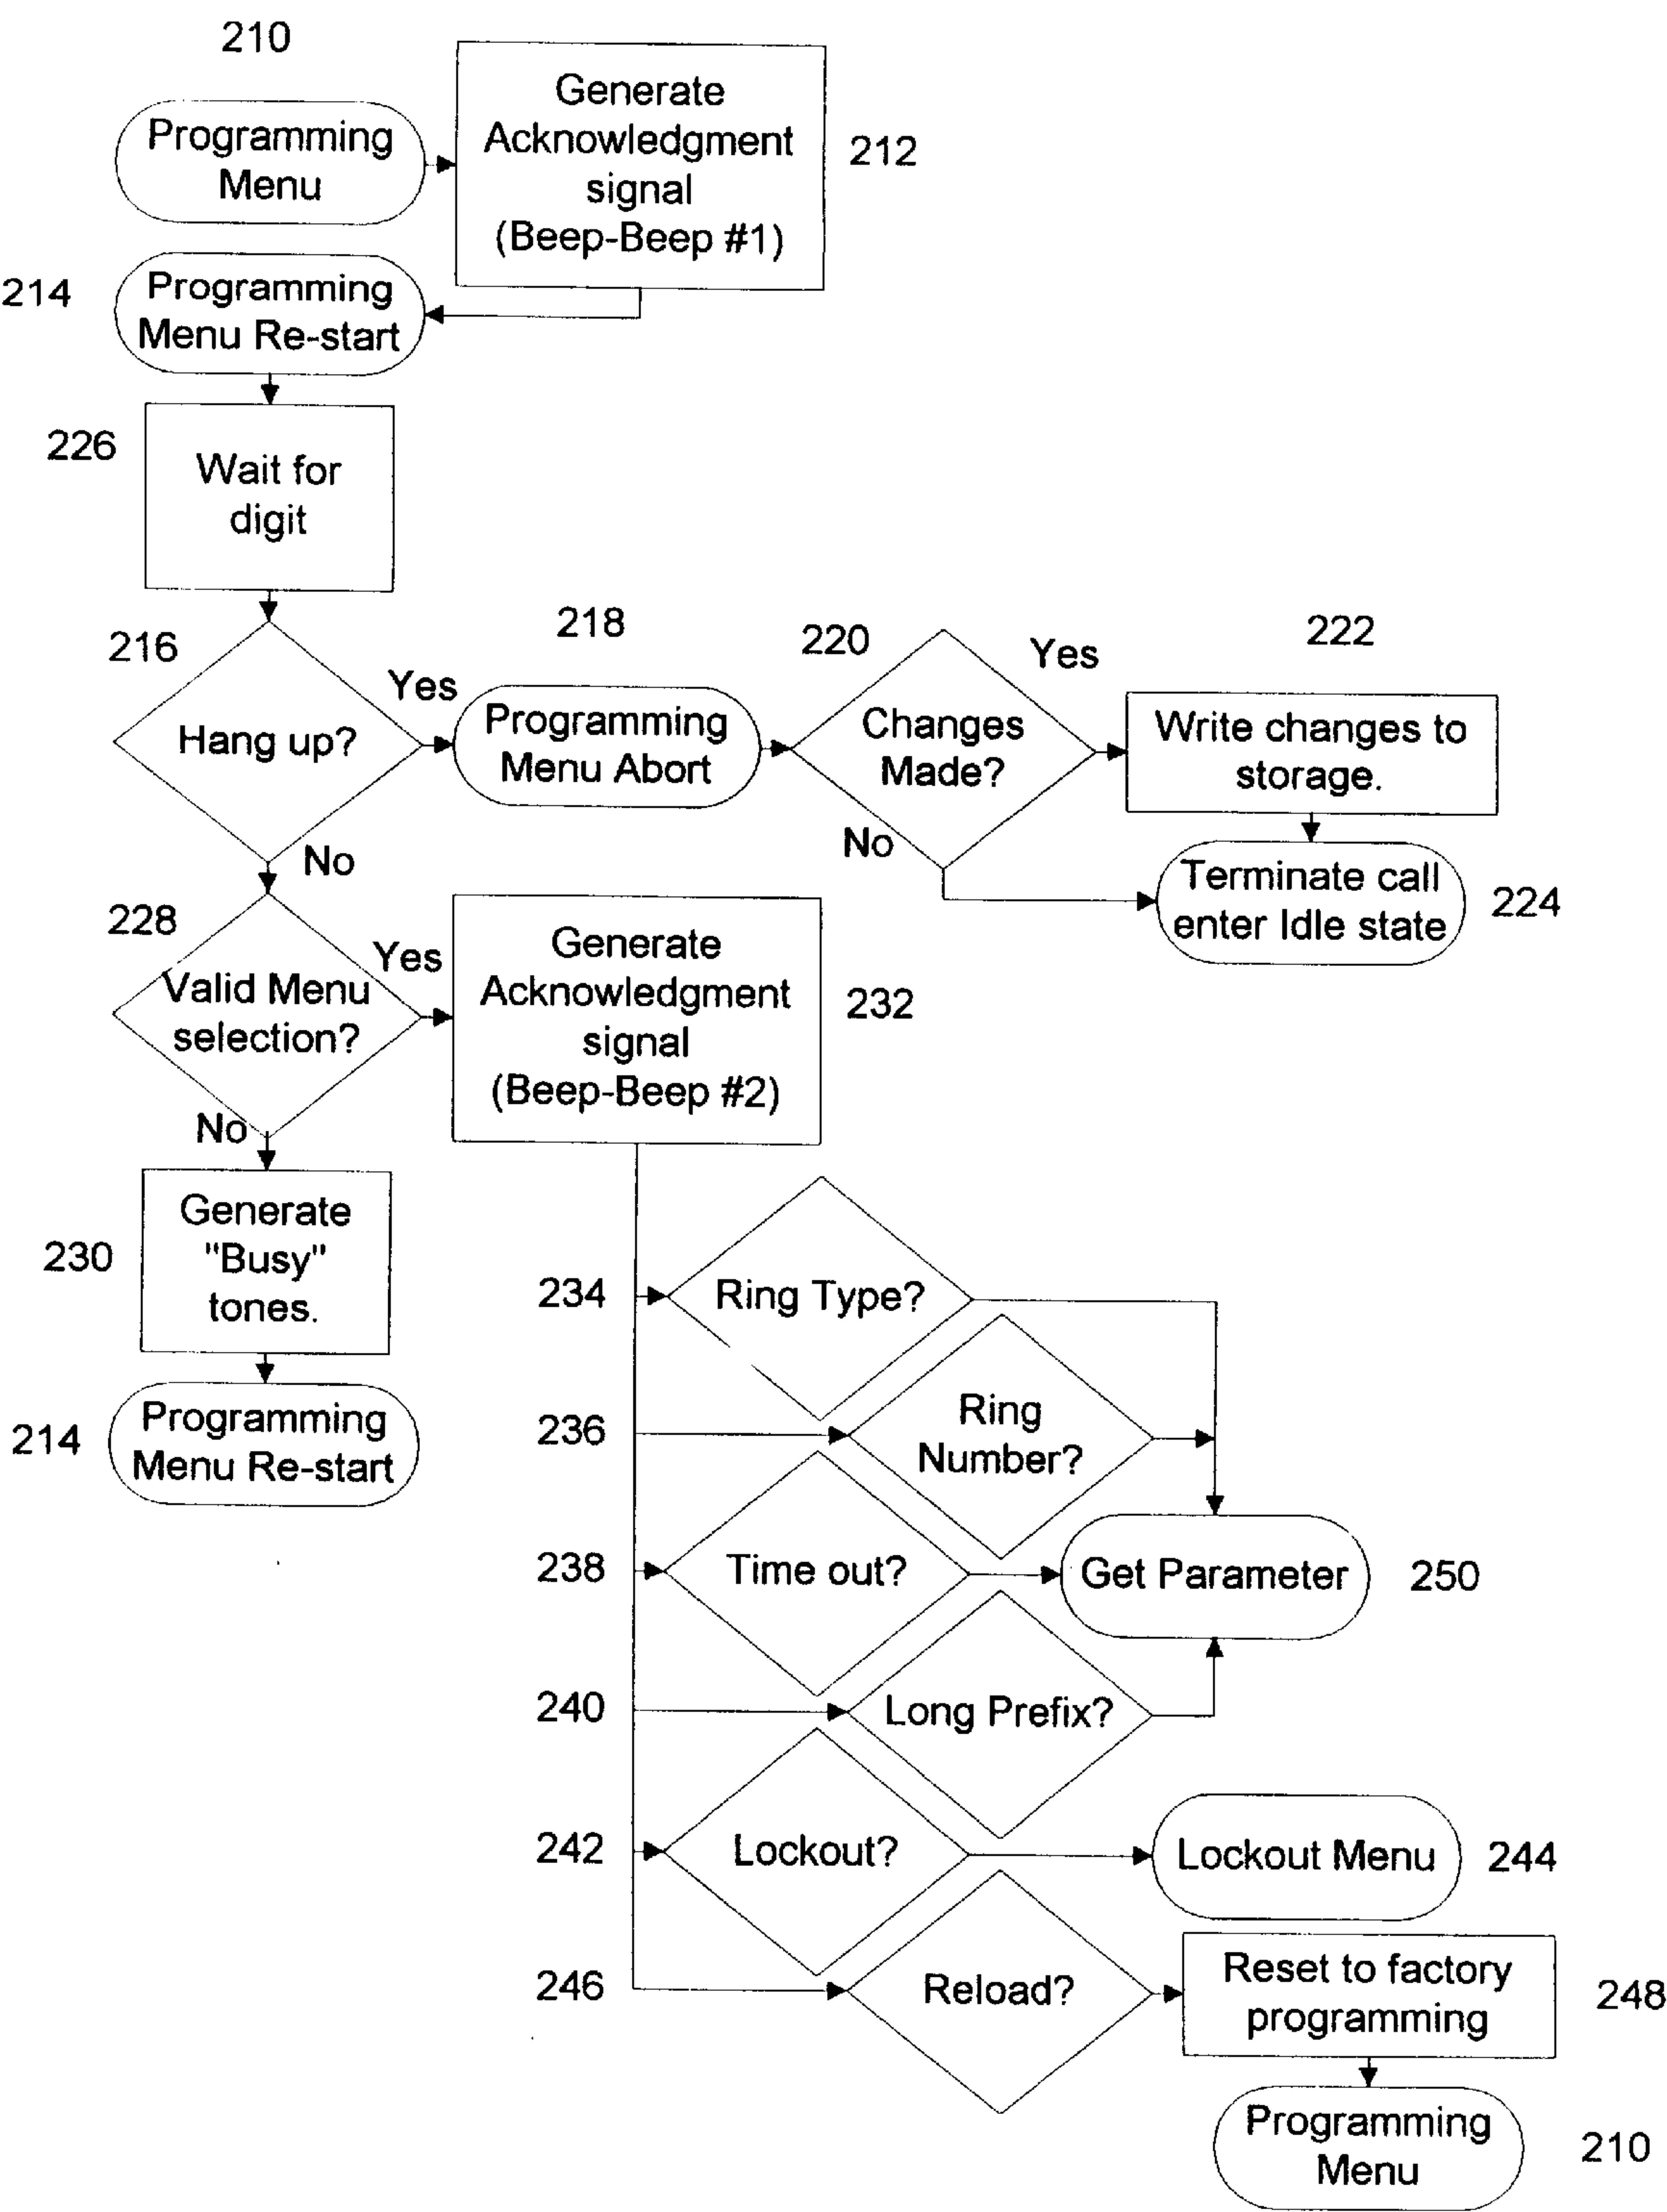 210
Programming
Menu
Generate
Acknowledgment
signal
(Beep-Beep #1)
212
214
Programming
Menu Re-start
226
Wait for
digit
216
Hang up?
Yes
218
Programming
Menu Abort
220
Changes
Made?
Yes
222
Write changes to
storage.
No
Terminate call
enter Idle state
224
No
228
Valid Menu
selection?
Yes
Generate
Acknowledgment
signal
(Beep-Beep #2)
232
No
230
Generate
"Busy"
tones.
214
Programming
Menu Re-start
234
Ring Type?
236
Ring
Number?
238
Time out?
Get Parameter
250
240
Long Prefix?
242
Lockout?
Lockout Menu
244
246
Reload?
Reset to factory
programming
248
Programming
Menu
210